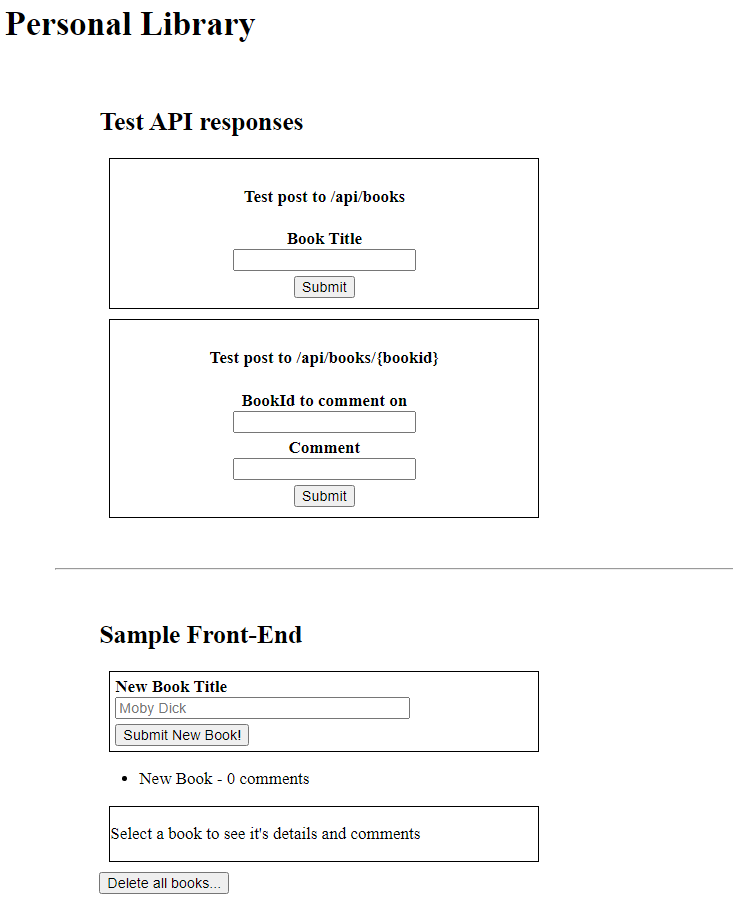 Personal Library
Test API responses
Test post to /api/books
Book Title
Submit
Test post to /api/books/{bookid}
BookId to comment on
Comment
Submit
Sample Front-End
New Book Title
Moby Dick
Submit New Book!
New Book - 0 comments
Select a book to see it's details and comments
Delete all books...